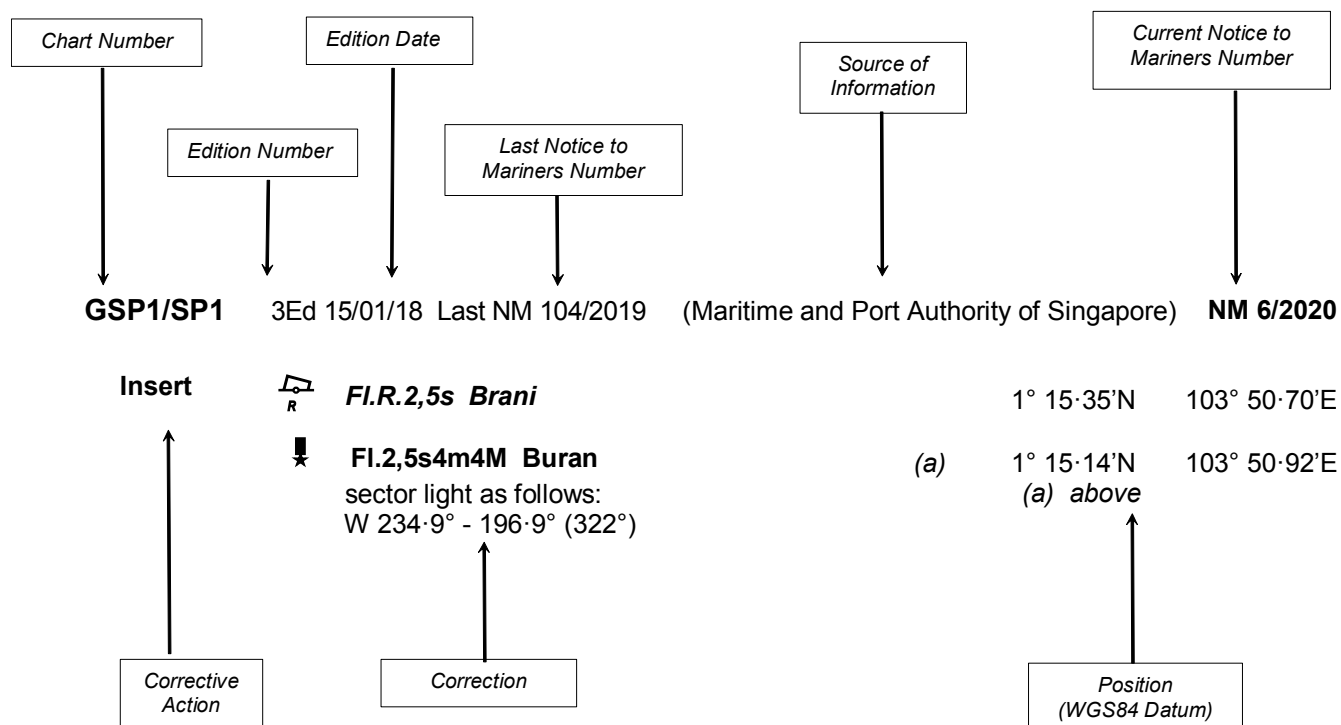 Chart Number
Edition Date
Source of
Information
Current Notice to
Mariners Number
Edition Number
Last Notice to
Mariners Number
GSP1/SP1 3Ed 15/01/18 Last NM 104/2019 (Maritime and Port Authority of Singapore) NM 6/2020
Insert R Fl.R.2,5s Brani 1° 15·35’N 103° 50·70’E
Fl.2,5s4m4M Buran (a) 1° 15·14’N 103° 50·92’E
sector light as follows: (a) above
W 234·9° - 196·9° (322°)
Corrective
Action
Correction
Position
(WGS84 Datum)